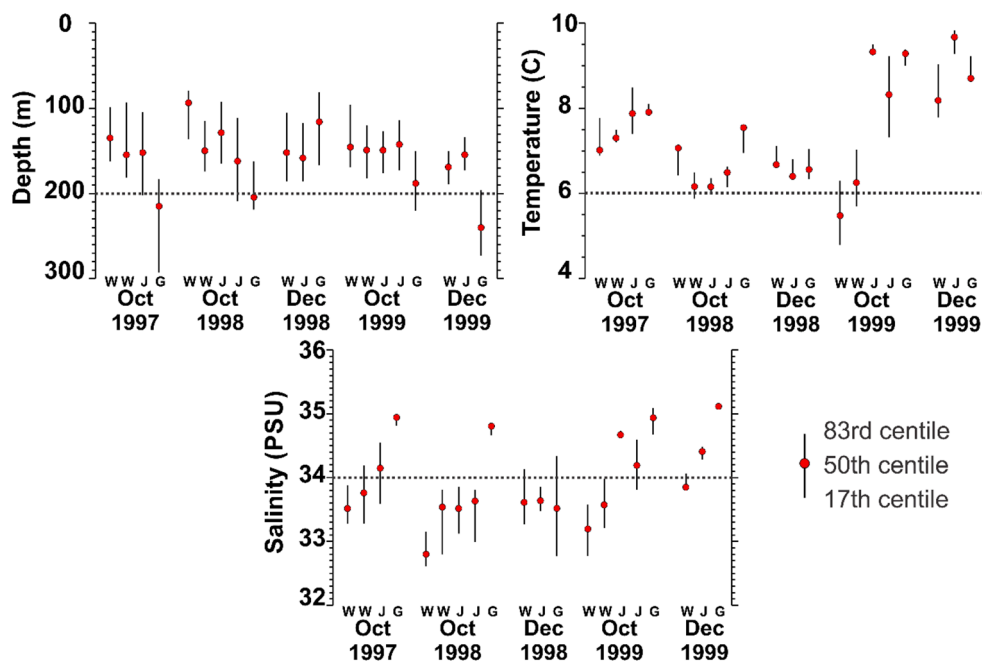 Depth (m)
0
100
200
300
W W J G W W J J G W J G W W J J G W J G
Oct Oct Dec Oct Dec
1997 1998 1998 1999 1999
Temperature (C)
10
8
6
4
W W J G W W J J G W J G W W J J G W J G
Oct Oct Dec Oct Dec
1997 1998 1998 1999 1999
Salinity (PSU)
36
35
34
33
32
W W J G W W J J G W J G W W J J G W J G
Oct Oct Dec Oct Dec
1997 1998 1998 1999 1999
83rd centile
50th centile
17th centile